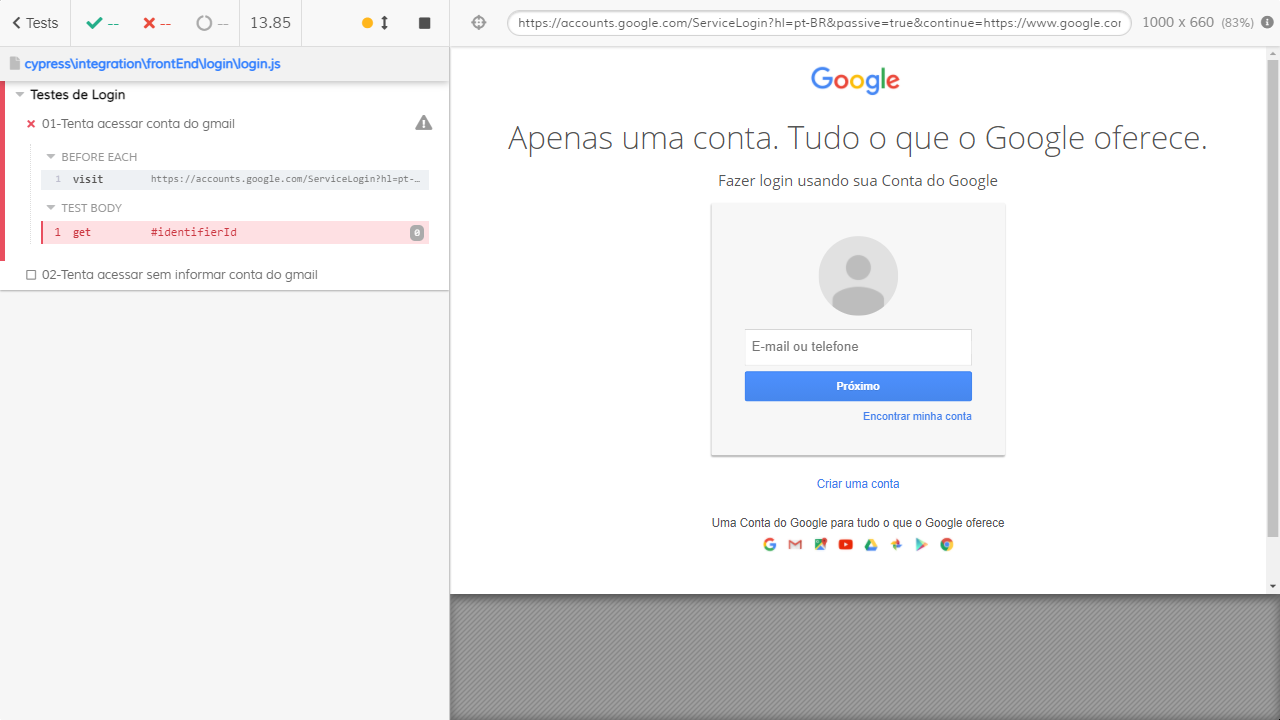 Tests
--
--
--
13.85
https://accounts.google.com/ServiceLogin?hl=pt-BR&passive=true&continue=https://www.google.cor
1000 x 660 (83%)
cypress\integration\frontEnd\login\login.js
Testes de Login
01-Tenta acessar conta do gmail
BEFORE EACH
1 visit https://accounts.google.com/ServiceLogin?hl=pt-…
TEST BODY
1 get #identifierId 0
02-Tenta acessar sem informar conta do gmail
Google
Apenas uma conta. Tudo o que o Google oferece.
Fazer login usando sua Conta do Google
E-mail ou telefone
Próximo
Encontrar minha conta
Criar uma conta
Uma Conta do Google para tudo o que o Google oferece